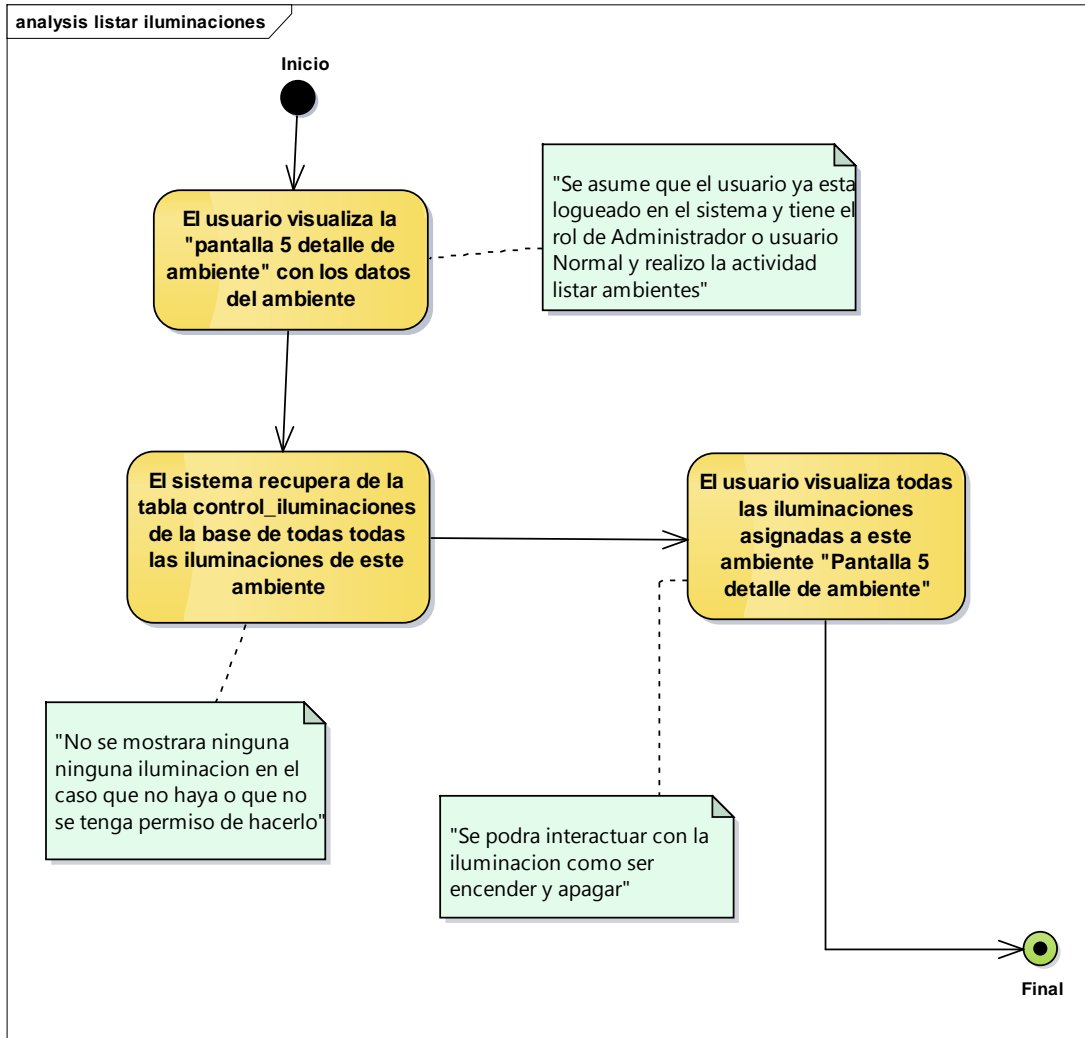 analysis listar iluminaciones
Inicio
El usuario visualiza la
"pantalla 5 detalle de
ambiente" con los datos
del ambiente
"Se asume que el usuario ya esta
logueado en el sistema y tiene el
rol de Administrador o usuario
Normal y realizo la actividad
listar ambientes"
El sistema recupera de la
tabla control_iluminaciones
de la base de todas todas
las iluminaciones de este
ambiente
El usuario visualiza todas
las iluminaciones
asignadas a este
ambiente "Pantalla 5
detalle de ambiente"
"No se mostrara ninguna
ninguna iluminacion en el
caso que no haya o que no
se tenga permiso de hacerlo"
"Se podra interactuar con la
iluminacion como ser
encender y apagar"
Final